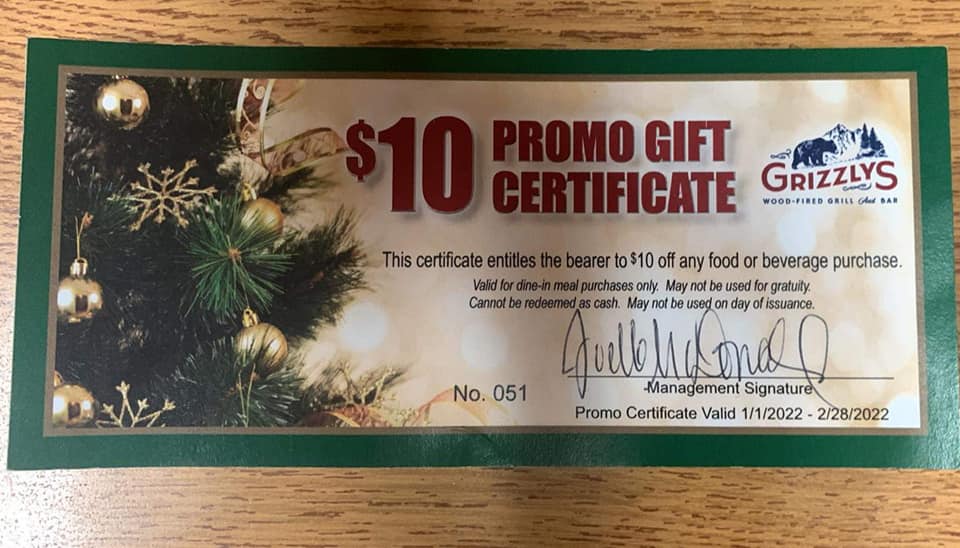 $10 PROMO GIFT
CERTIFICATE
GRIZZLYS
WOOD-FIRED GRILL And BAR
This certificate entitles the bearer to $10 off any food or beverage purchase.
Valid for dine-in meal purchases only. May not be used for gratuity.
Cannot be redeemed as cash. May not be used on day of issuance.
No. 051
Management Signature
Promo Certificate Valid 1/1/2022 - 2/28/2022